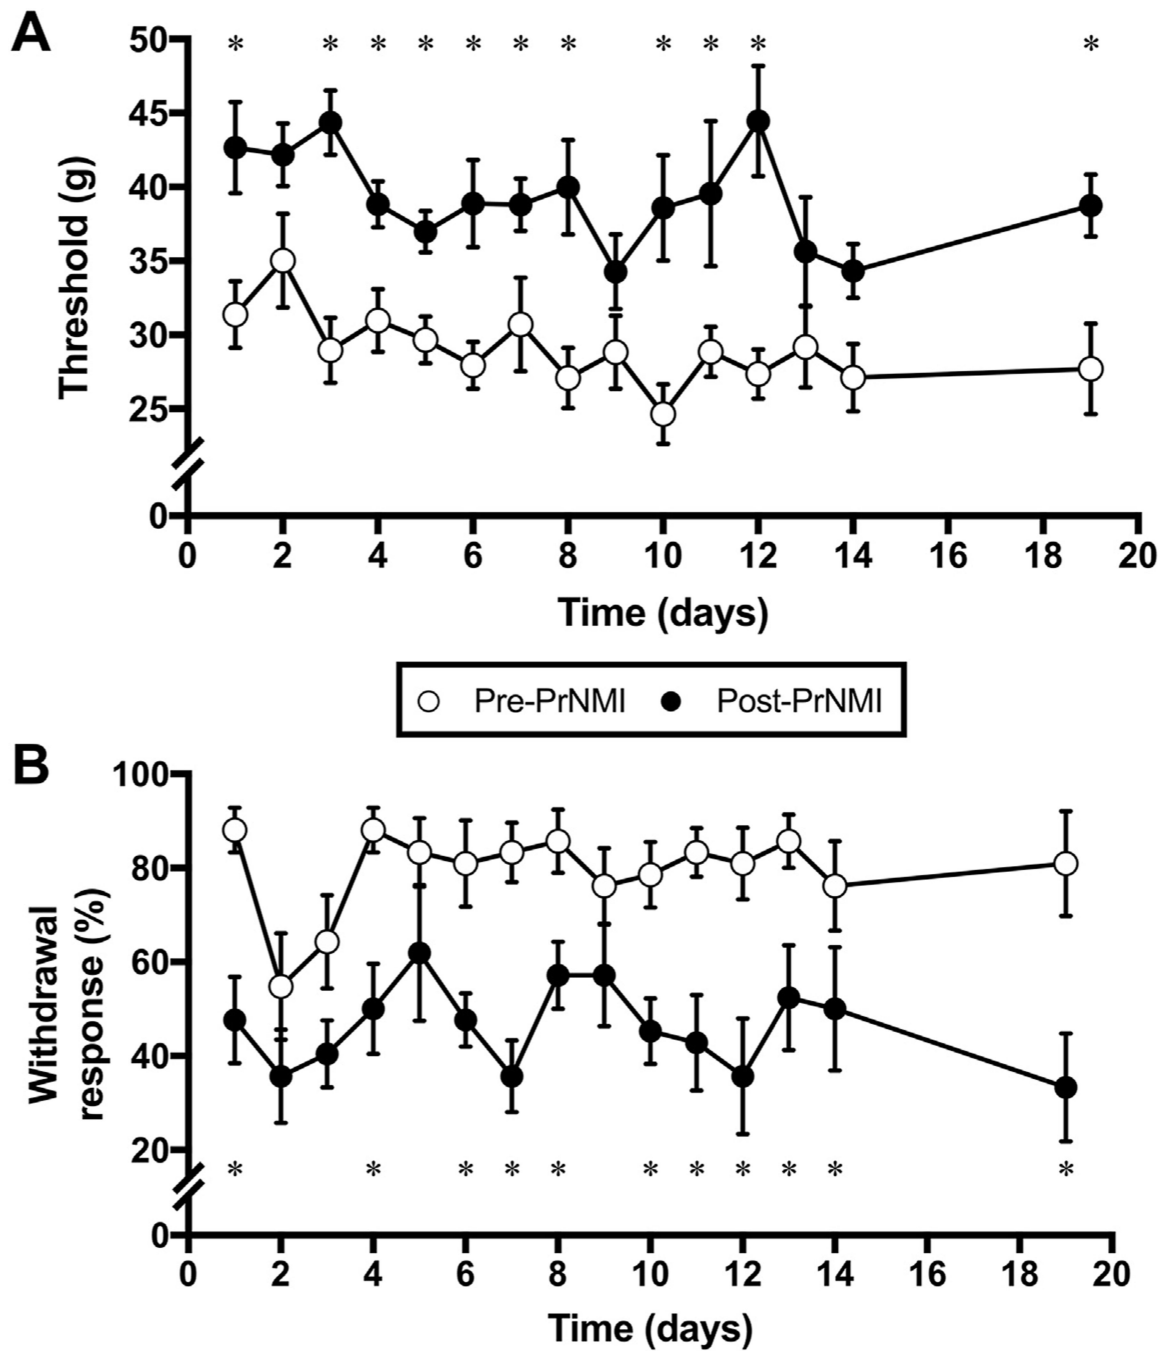 A
50 * * * * * * * * * * *
45
40
35
30
25
0
Threshold (g)
0 2 4 6 8 10 12 14 16 18 20
Time (days)
Pre-PrNMI Post-PrNMI
B
100
80
60
40
20
0
Withdrawal
response (%)
* * * * * * * * * * *
0 2 4 6 8 10 12 14 16 18 20
Time (days)